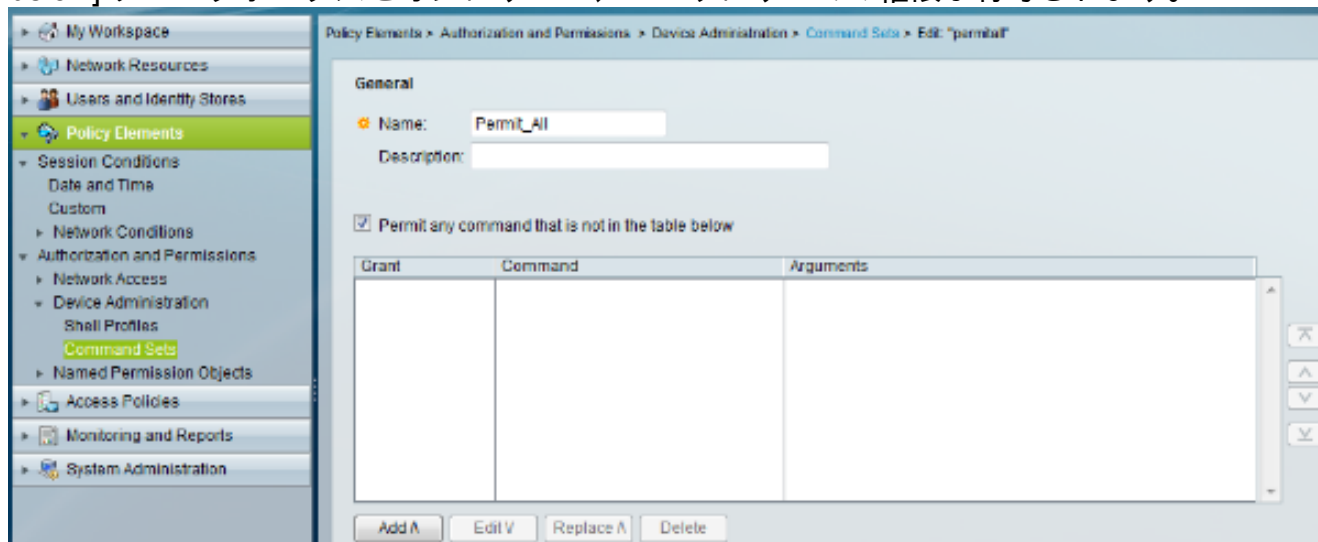 My Workspace
Network Resources
Users and Identity Stores
Policy Elements
Session Conditions
Date and Time
Custom
Network Conditions
Authorization and Permissions
Network Access
Device Administration
Shell Profiles
Command Sets
Named Permission Objects
Access Policies
Monitoring and Reports
System Administration
Policy Elements > Authorization and Permissions > Device Administration > Command Sets > Edit: "permitall"
General
Name: Permit_All
Description:
Permit any command that is not in the table below
Grant Command Arguments
Add Λ Edit V Replace Λ Delete